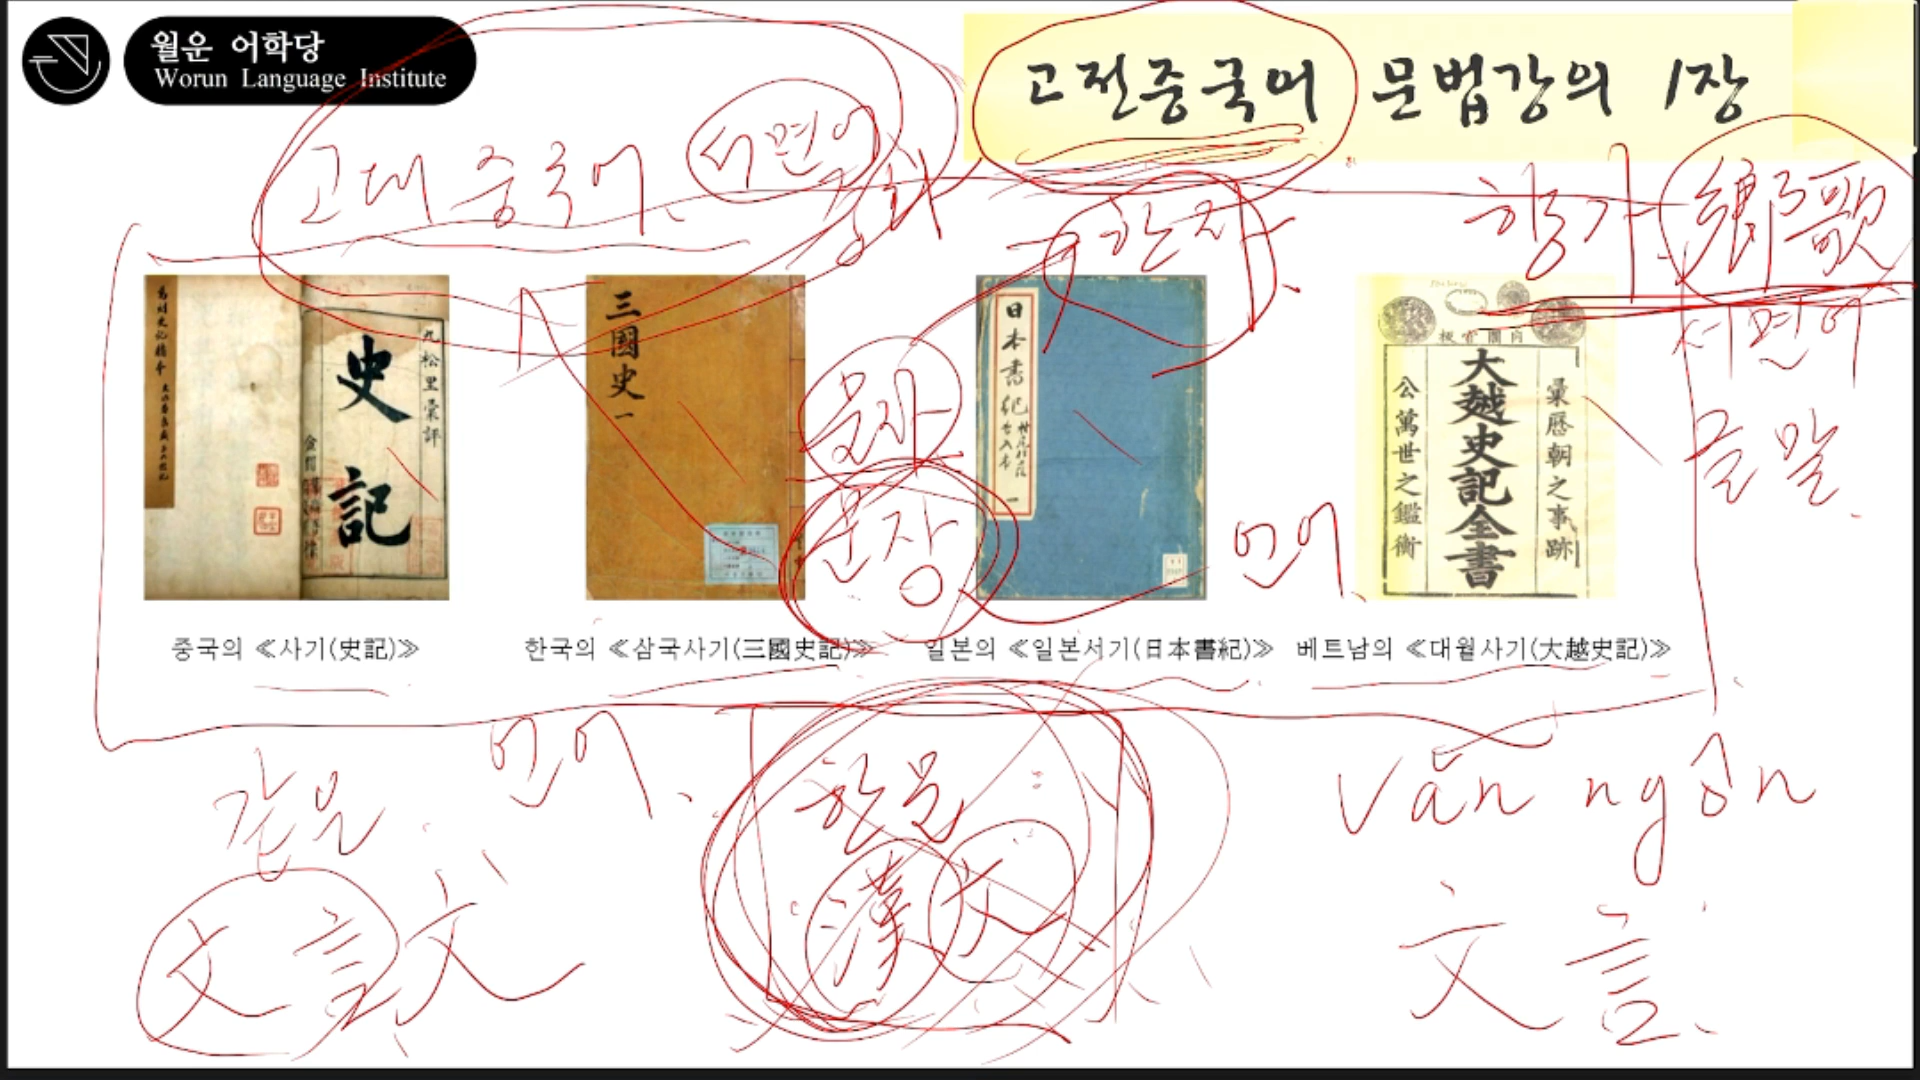 월운 어학당
Worun Language Institute
고전중국어 문법강의 1장
고대 중국어 서면어
한자
향가 鄕歌
서면어
글말
史記
三國史 一
日本書紀 一
大越史記全書
彙歷朝之事跡
公萬世之鑑衡
문자
문장
언어
중국의 ≪사기(史記)≫
한국의 ≪삼국사기(三國史記)≫
일본의 ≪일본서기(日本書紀)≫
베트남의 ≪대월사기(大越史記)≫
언어
한문
漢文
văn ngôn
文言
文言文